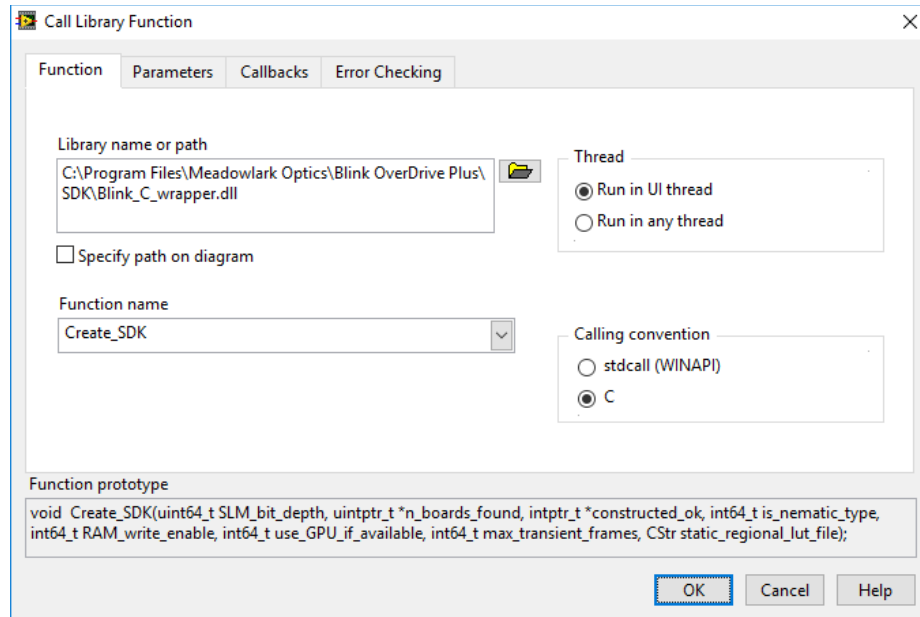 Call Library Function
Function
Parameters
Callbacks
Error Checking
Library name or path
C:\Program Files\Meadowlark Optics\Blink OverDrive Plus\
SDK\Blink_C_wrapper.dll
Specify path on diagram
Function name
Create_SDK
Thread
Run in UI thread
Run in any thread
Calling convention
stdcall (WINAPI)
C
Function prototype
void  Create_SDK(uint64_t SLM_bit_depth, uintptr_t *n_boards_found, intptr_t *constructed_ok, int64_t is_nematic_type,
int64_t RAM_write_enable, int64_t use_GPU_if_available, int64_t max_transient_frames, CStr static_regional_lut_file);
OK
Cancel
Help